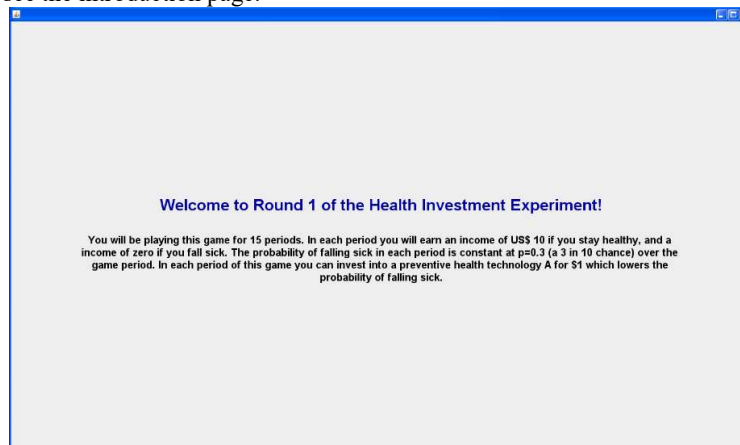 see the introduction page.
Welcome to Round 1 of the Health Investment Experiment!
You will be playing this game for 15 periods. In each period you will earn an income of US$ 10 if you stay healthy, and a
income of zero if you fall sick. The probability of falling sick in each period is constant at p=0.3 (a 3 in 10 chance) over the
game period. In each period of this game you can invest into a preventive health technology A for $1 which lowers the
probability of falling sick.